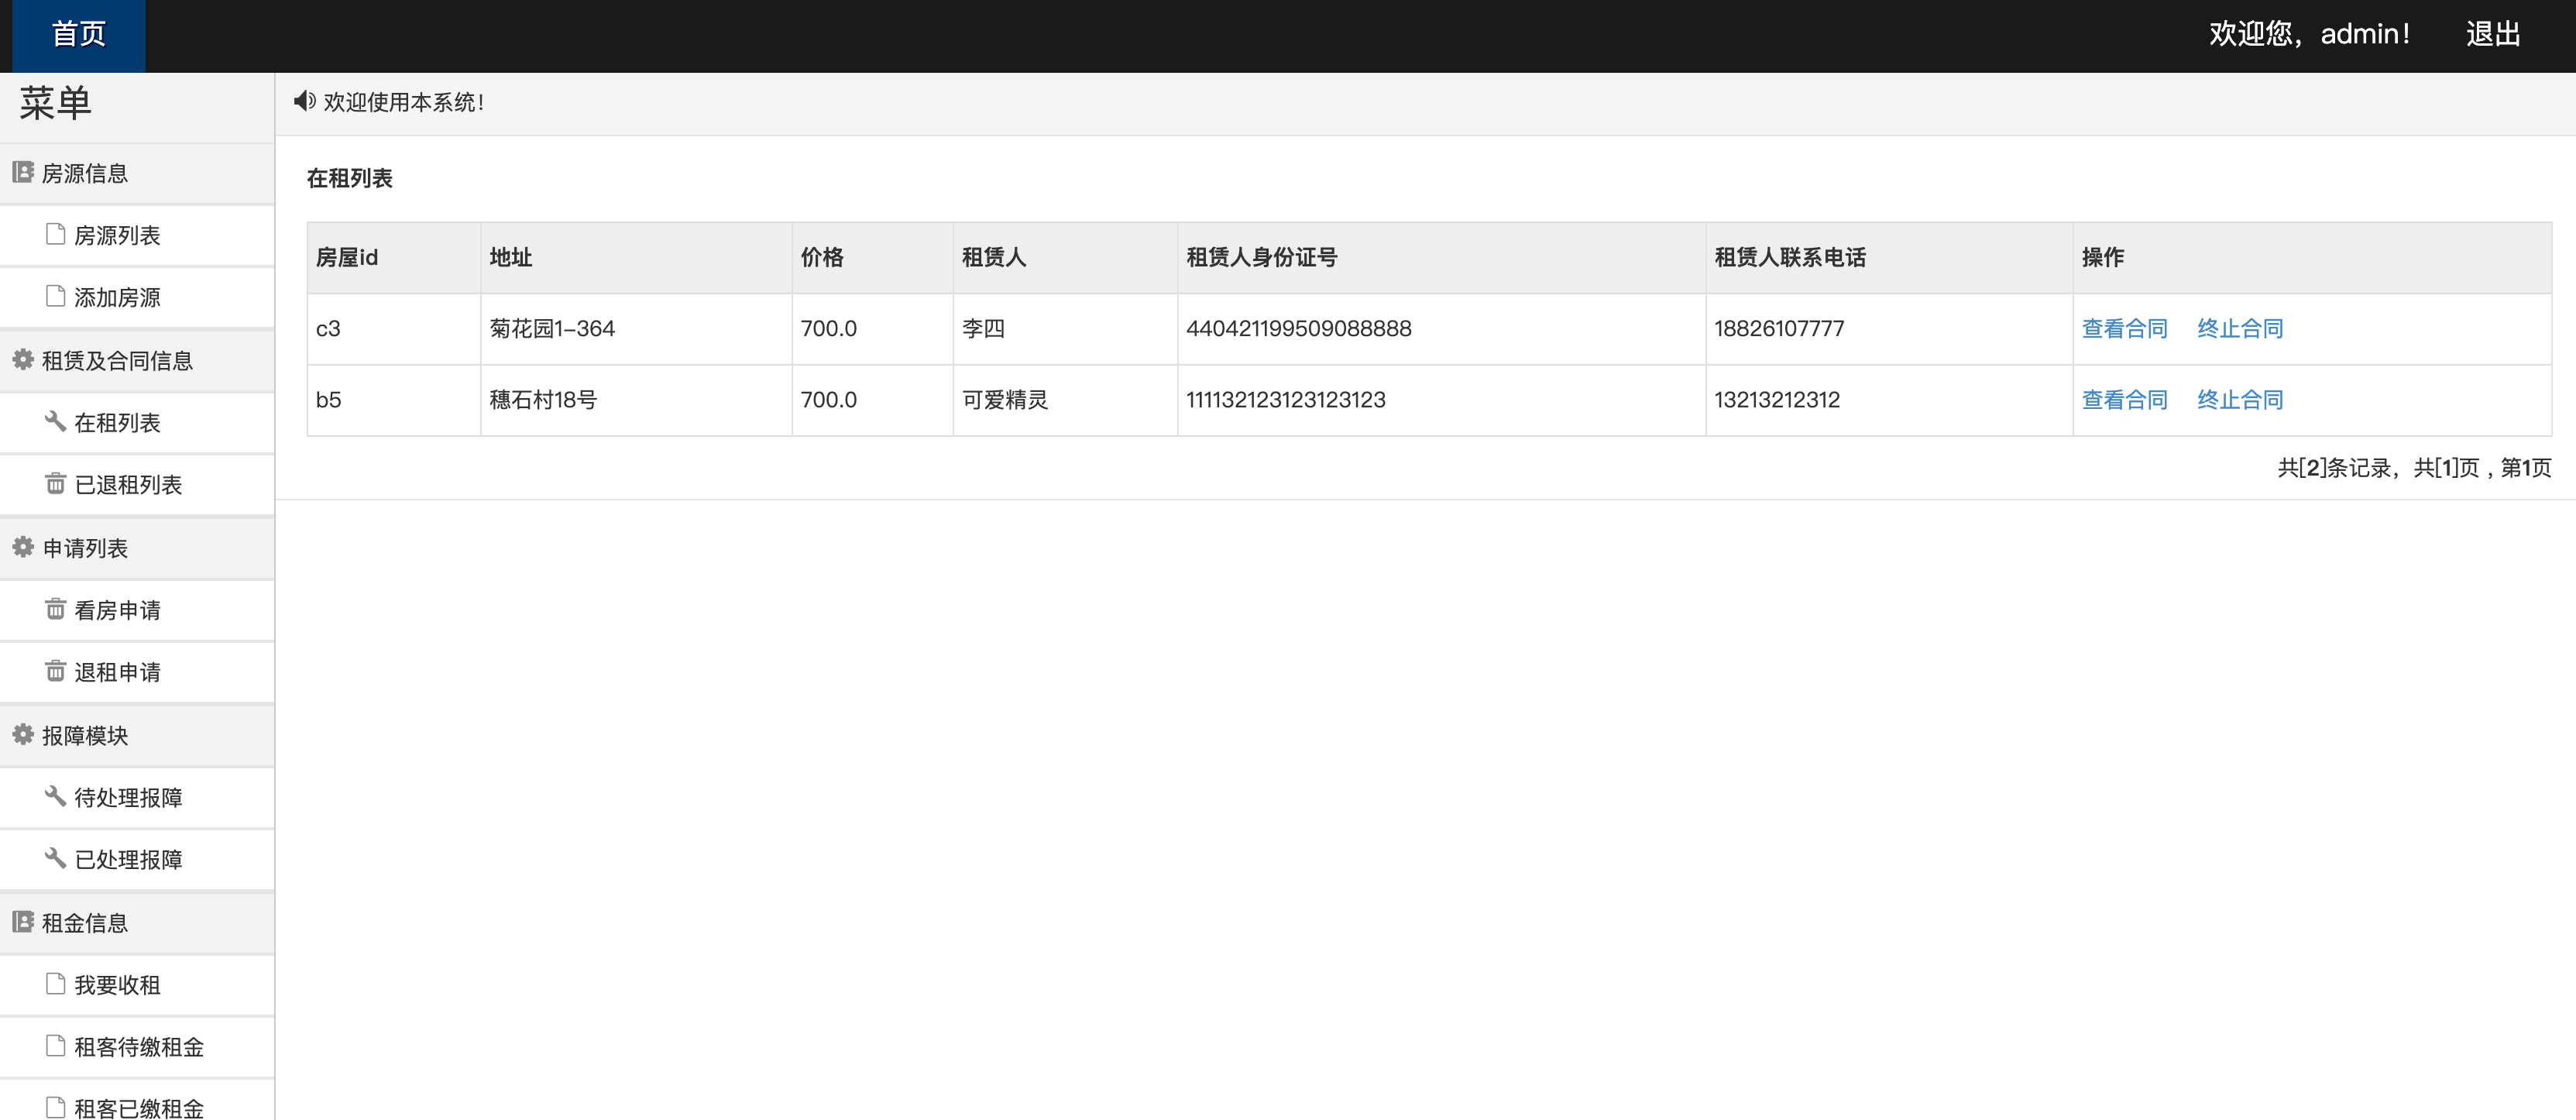 首页 欢迎您，admin！ 退出
菜单
欢迎使用本系统！
房源信息
房源列表
添加房源
租赁及合同信息
在租列表
已退租列表
申请列表
看房申请
退租申请
报障模块
待处理报障
已处理报障
租金信息
我要收租
租客待缴租金
租客已缴租金
在租列表
房屋id 地址 价格 租赁人 租赁人身份证号 租赁人联系电话 操作
c3 菊花园1-364 700.0 李四 440421199509088888 18826107777 查看合同 终止合同
b5 穗石村18号 700.0 可爱精灵 111132123123123123 13213212312 查看合同 终止合同
共[2]条记录，共[1]页 , 第1页